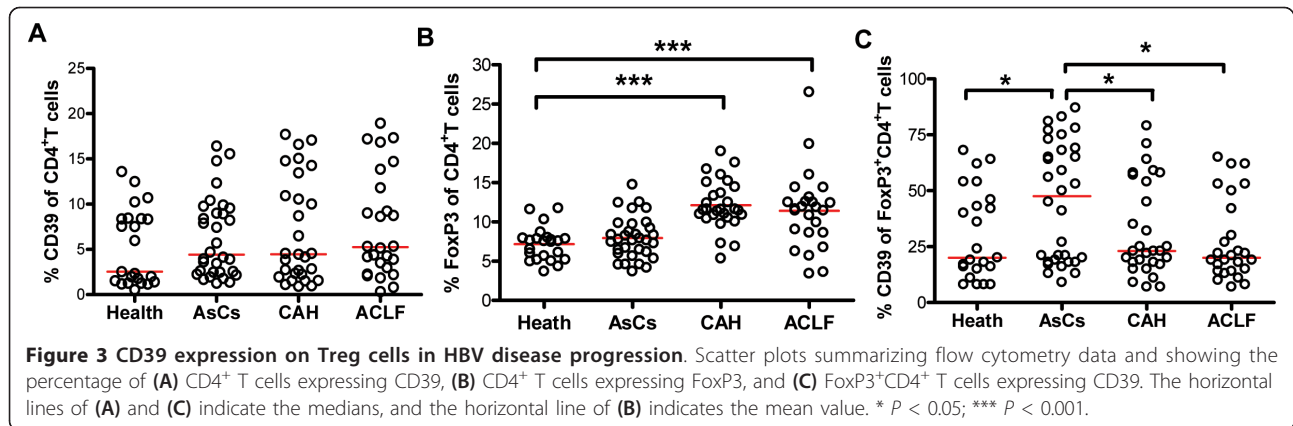 A
% CD39 of CD4⁺T cells
25
20
15
10
5
0
Health AsCs CAH ACLF
B
% FoxP3 of CD4⁺T cells
30
25
20
15
10
5
0
***
***
Heath AsCs CAH ACLF
C
% CD39 of FoxP3⁺CD4⁺T cells
100
75
50
25
0
*
*
*
Heath AsCs CAH ACLF
Figure 3 CD39 expression on Treg cells in HBV disease progression. Scatter plots summarizing flow cytometry data and showing the
percentage of (A) CD4⁺ T cells expressing CD39, (B) CD4⁺ T cells expressing FoxP3, and (C) FoxP3⁺CD4⁺ T cells expressing CD39. The horizontal
lines of (A) and (C) indicate the medians, and the horizontal line of (B) indicates the mean value. * P < 0.05; *** P < 0.001.